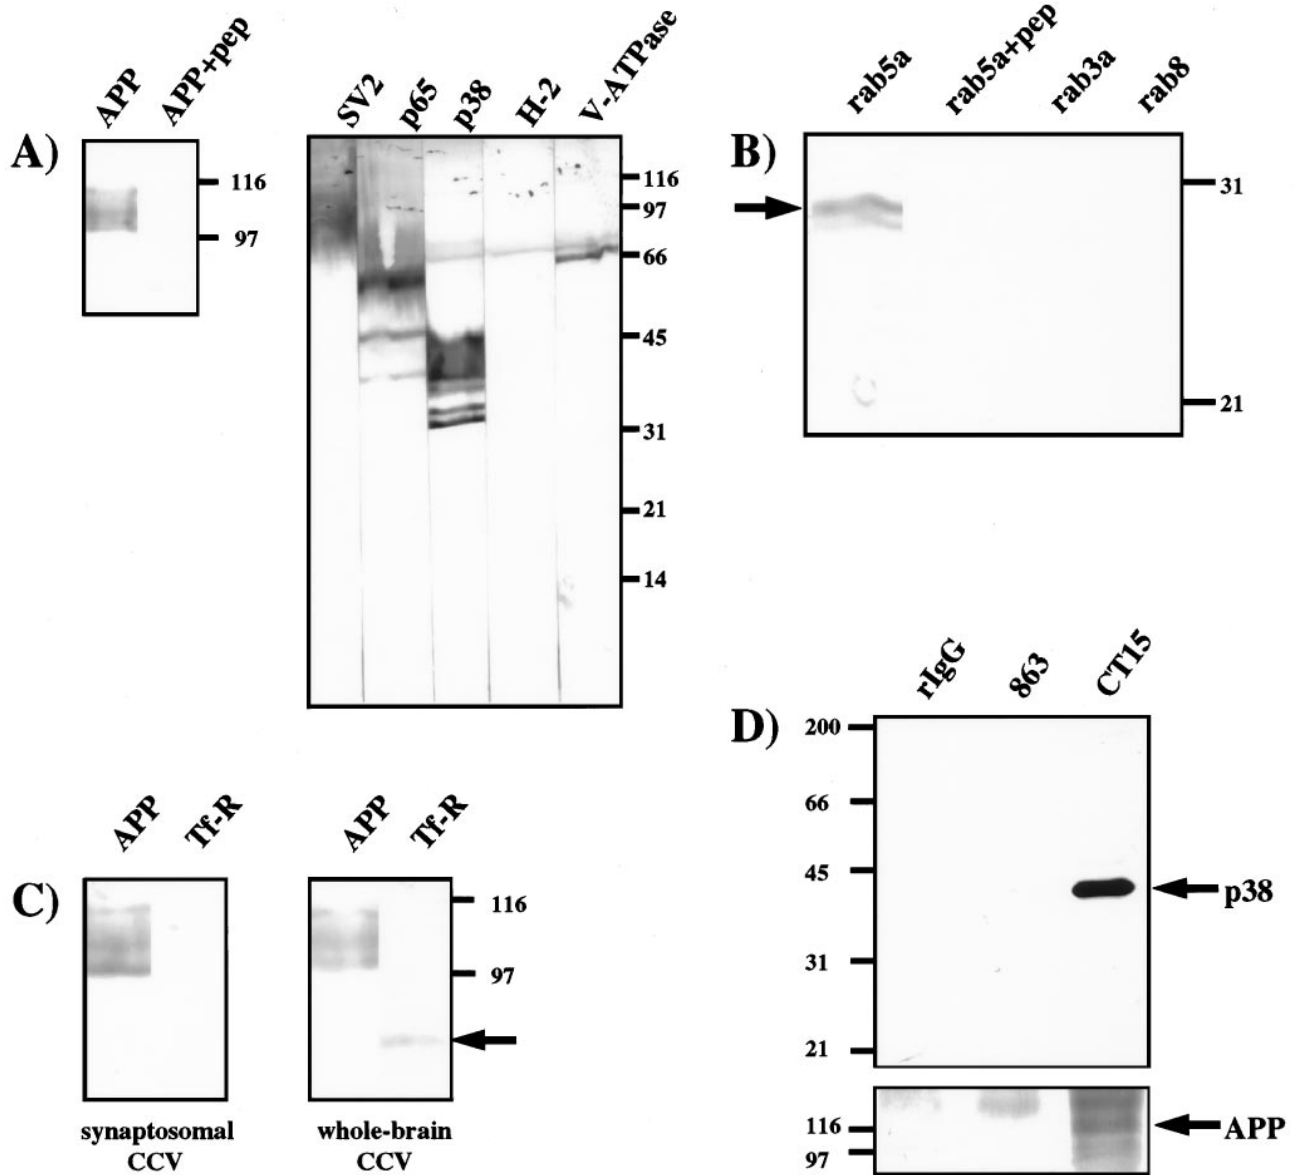 A)
APP
APP+pep
116
97
SV2
p65
p38
H-2
V-ATPase
116
97
66
45
31
21
14
B)
rab5a
rab5a+pep
rab3a
rab8
31
21
C)
APP
Tf-R
synaptosomal
CCV
APP
Tf-R
116
97
whole-brain
CCV
D)
rIgG
863
CT15
200
66
45
31
21
p38
116
97
APP